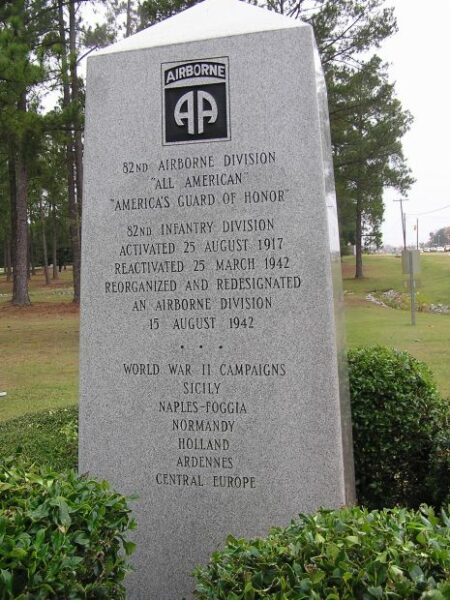 AIRBORNE
AA
82ND AIRBORNE DIVISION
"ALL AMERICAN"
"AMERICA'S GUARD OF HONOR"
82ND INFANTRY DIVISION
ACTIVATED 25 AUGUST 1917
REACTIVATED 25 MARCH 1942
REORGANIZED AND REDESIGNATED
AN AIRBORNE DIVISION
15 AUGUST 1942
• • •
WORLD WAR II CAMPAIGNS
SICILY
NAPLES-FOGGIA
NORMANDY
HOLLAND
ARDENNES
CENTRAL EUROPE